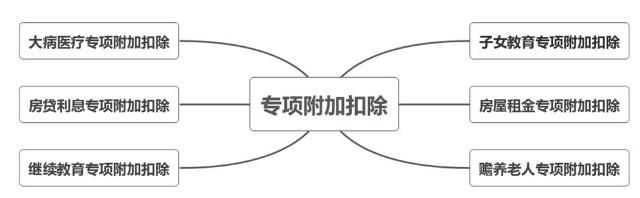 大病医疗专项附加扣除
子女教育专项附加扣除
房贷利息专项附加扣除
专项附加扣除
房屋租金专项附加扣除
继续教育专项附加扣除
赡养老人专项附加扣除